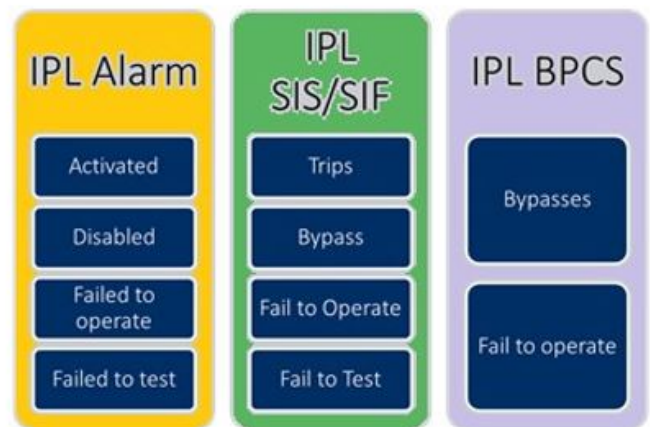 IPL Alarm
Activated
Disabled
Failed to
operate
Failed to test
IPL
SIS/SIF
Trips
Bypass
Fail to Operate
Fail to Test
IPL BPCS
Bypasses
Fail to operate